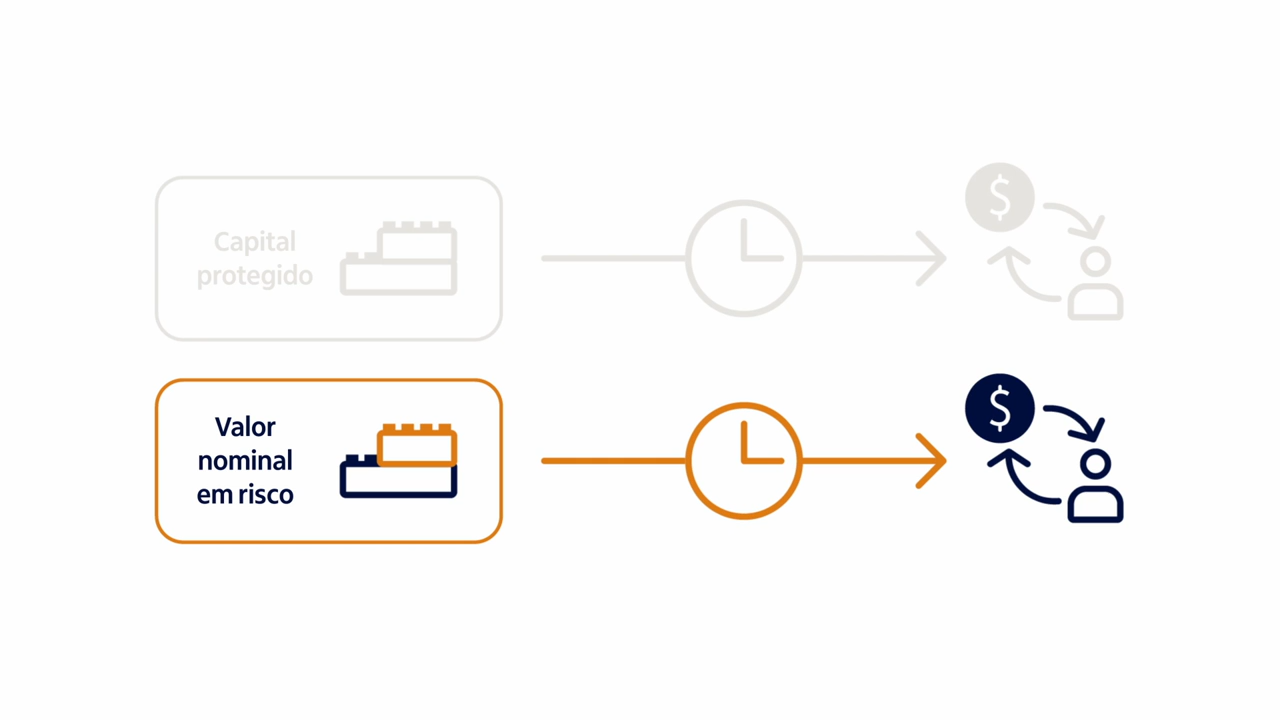 Capital
protegido
$
Valor
nominal
em risco
$